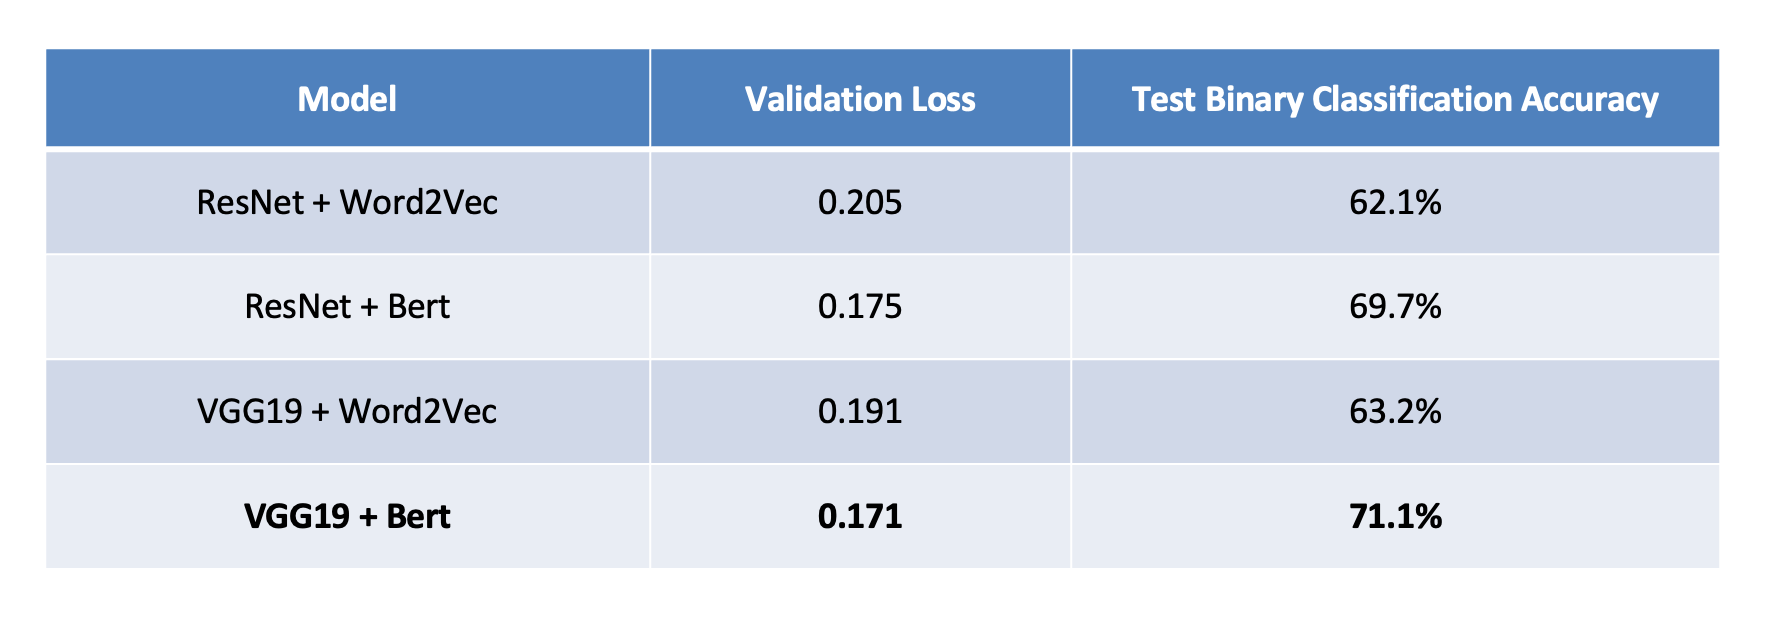 Model Validation Loss Test Binary Classification Accuracy
ResNet + Word2Vec 0.205 62.1%
ResNet + Bert 0.175 69.7%
VGG19 + Word2Vec 0.191 63.2%
VGG19 + Bert 0.171 71.1%